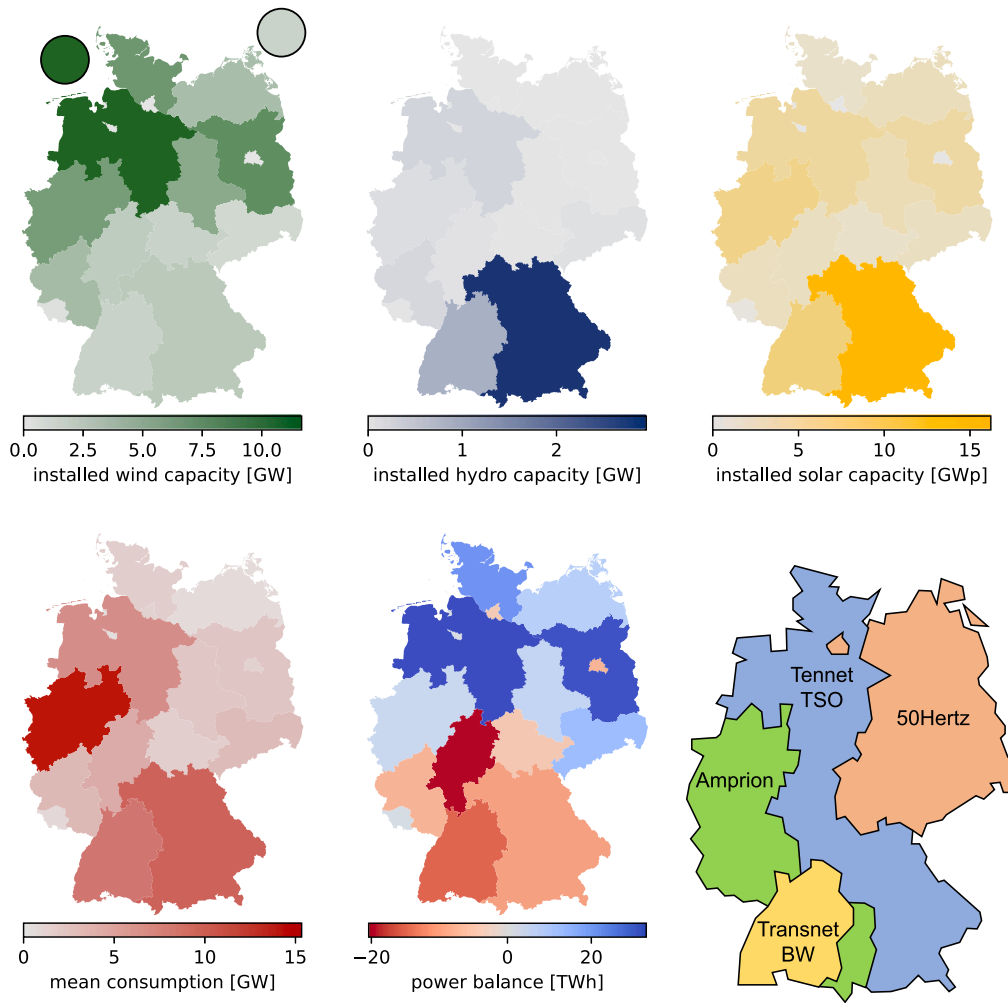 0.0 2.5 5.0 7.5 10.0
installed wind capacity [GW]
0 1 2
installed hydro capacity [GW]
0 5 10 15
installed solar capacity [GWp]
0 5 10 15
mean consumption [GW]
−20 0 20
power balance [TWh]
Tennet
TSO
50Hertz
Amprion
Transnet
BW